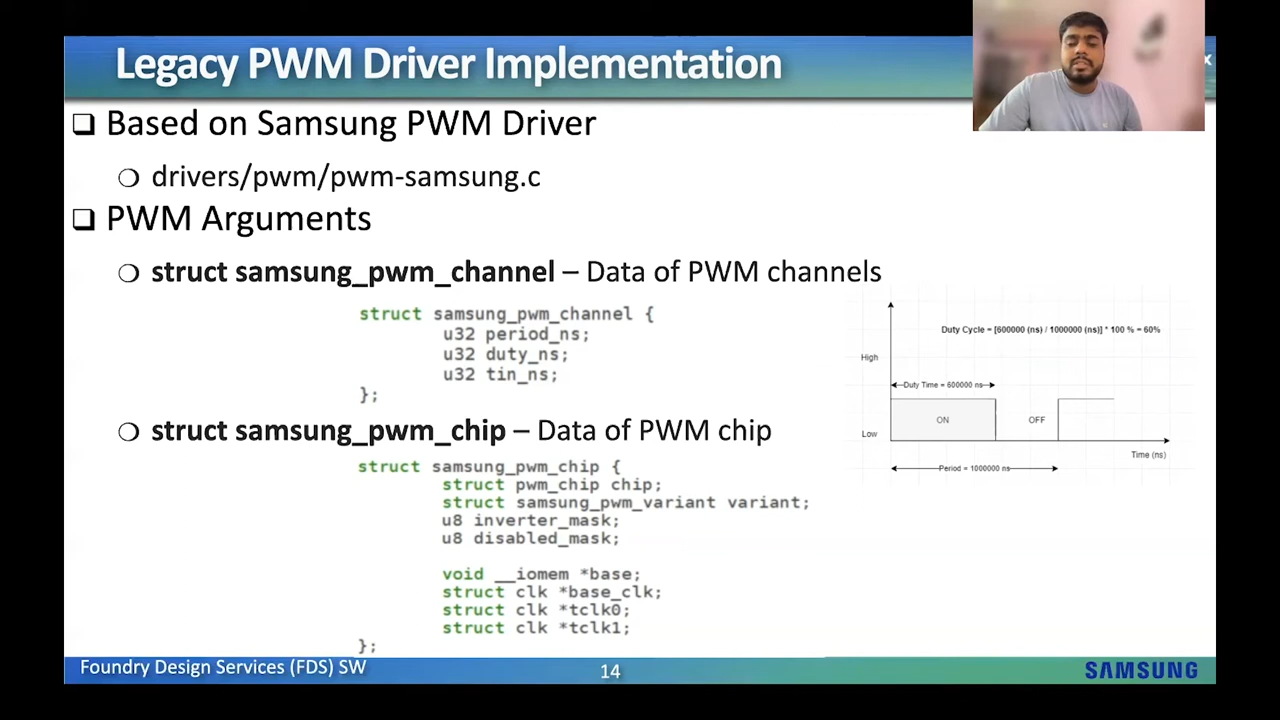 Legacy PWM Driver Implementation
x
❑ Based on Samsung PWM Driver
❍ drivers/pwm/pwm-samsung.c
❑ PWM Arguments
❍ struct samsung_pwm_channel – Data of PWM channels
struct samsung_pwm_channel {
u32 period_ns;
u32 duty_ns;
u32 tin_ns;
};
Duty Cycle = [600000 (ns) / 1000000 (ns)] * 100 % = 60%
High
Duty Time = 600000 ns
ON
OFF
Low
Time (ns)
Period = 1000000 ns
❍ struct samsung_pwm_chip – Data of PWM chip
struct samsung_pwm_chip {
struct pwm_chip chip;
struct samsung_pwm_variant variant;
u8 inverter_mask;
u8 disabled_mask;
void __iomem *base;
struct clk *base_clk;
struct clk *tclk0;
struct clk *tclk1;
};
Foundry Design Services (FDS) SW
14
SAMSUNG